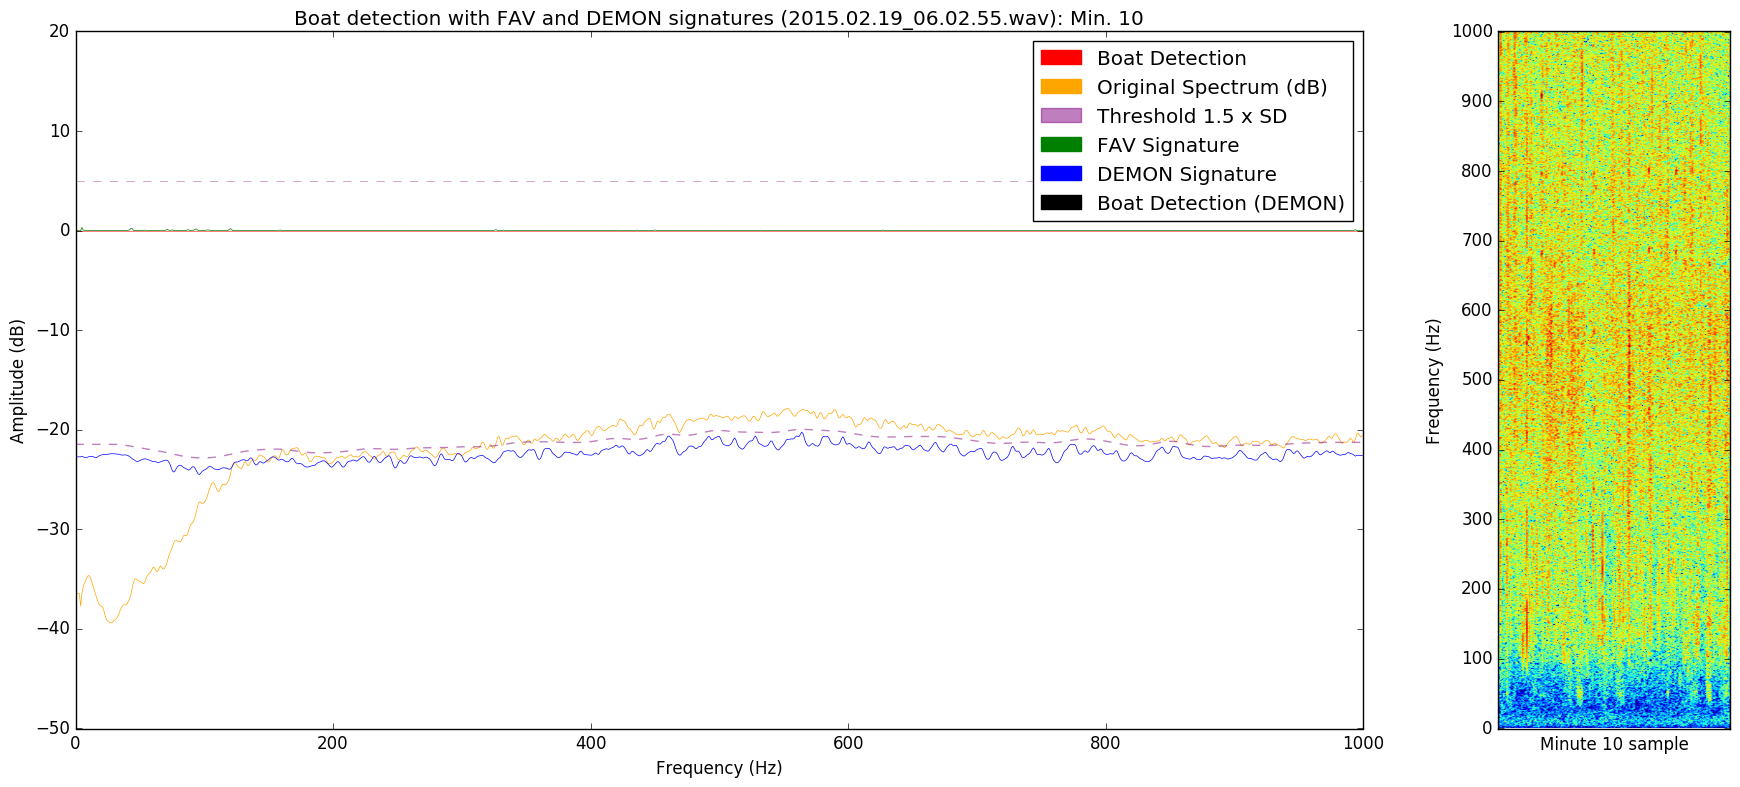 Boat detection with FAV and DEMON signatures (2015.02.19_06.02.55.wav): Min. 10
20
10
0
−10
−20
−30
−40
−50
Amplitude (dB)
0
200
400
600
800
1000
Frequency (Hz)
Boat Detection
Original Spectrum (dB)
Threshold 1.5 x SD
FAV Signature
DEMON Signature
Boat Detection (DEMON)
1000
900
800
700
600
500
400
300
200
100
0
Frequency (Hz)
Minute 10 sample